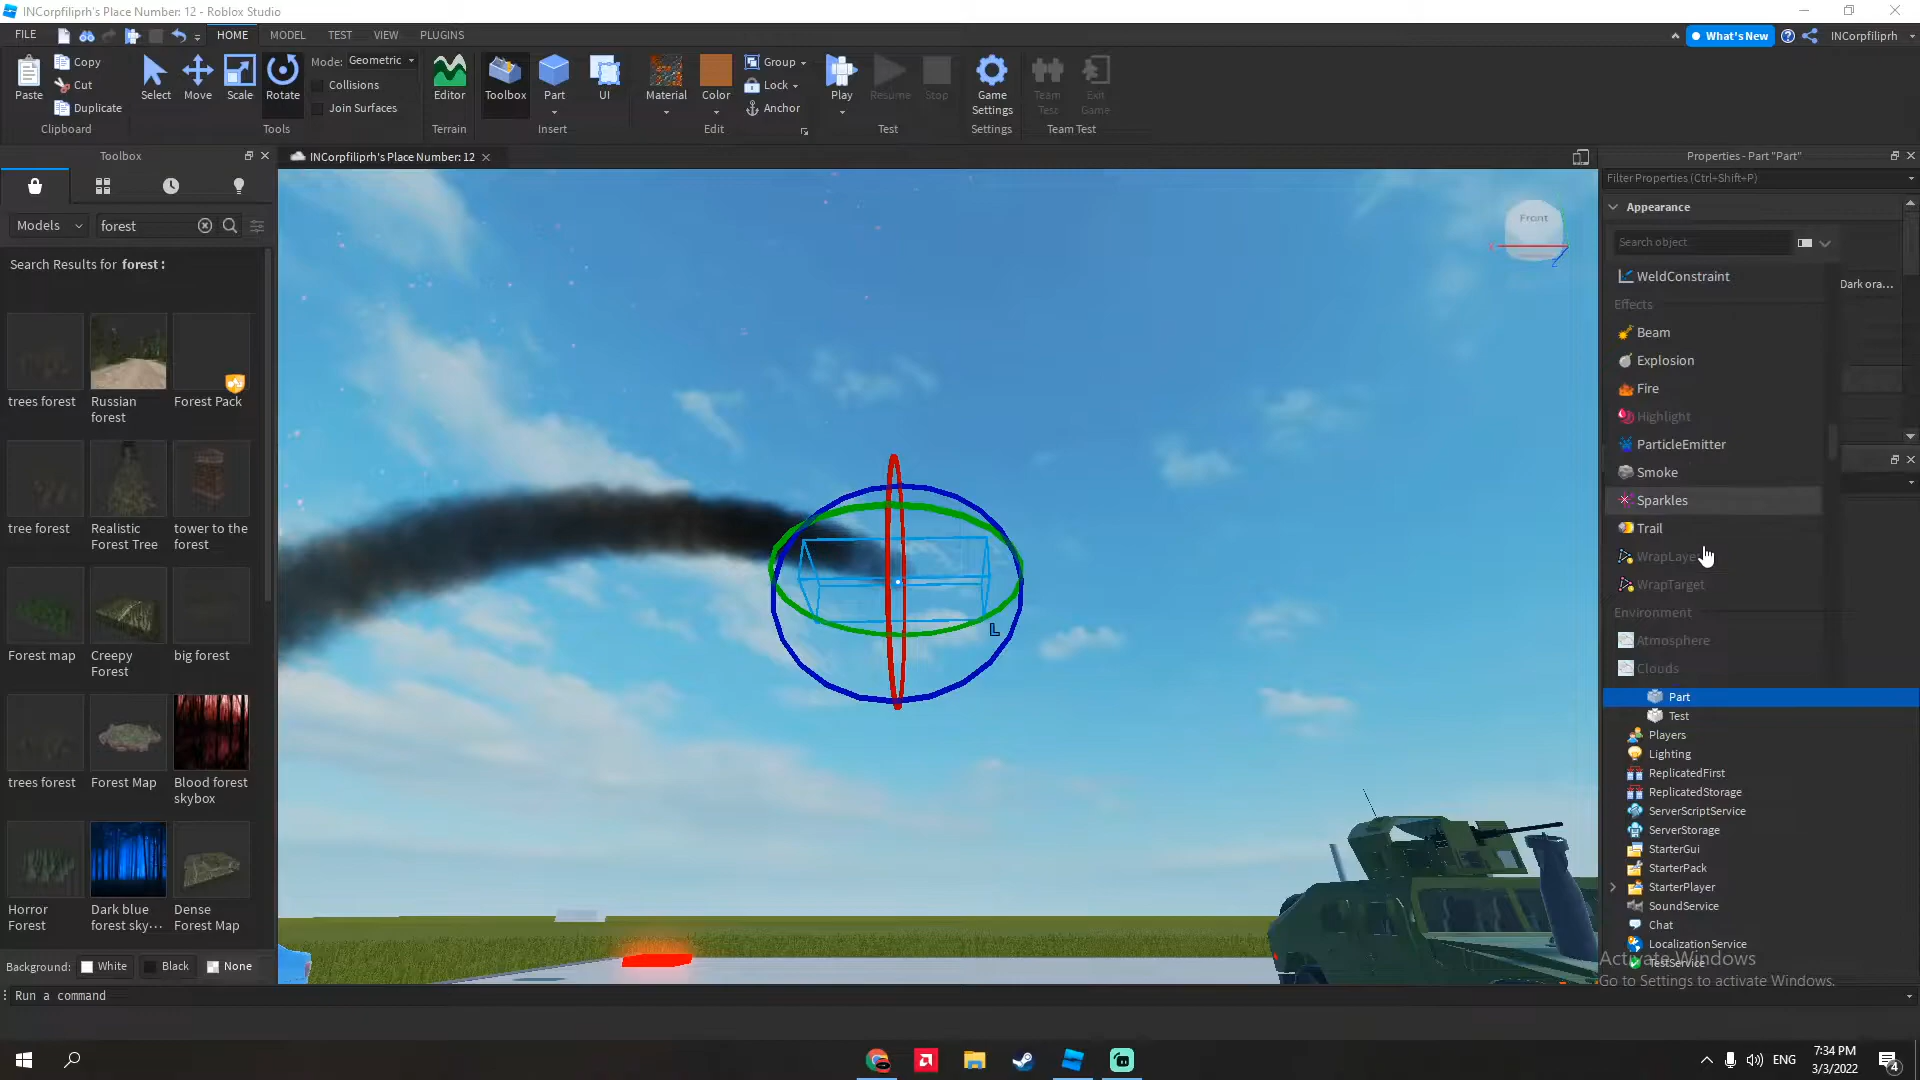 INCorpfiliprh's Place Number: 12 - Roblox Studio
FILE HOME MODEL TEST VIEW PLUGINS What's New INCorpfiliprh
Paste Copy Cut Duplicate
Select Move Scale Rotate Mode: Geometric Collisions Join Surfaces
Editor Toolbox Part UI Material Color Group Lock Anchor Play Resume Stop Game Settings Team Test Exit Game
Clipboard Tools Terrain Insert Edit Test Settings Team Test
Toolbox
INCorpfiliprh's Place Number: 12
Properties - Part "Part"
Filter Properties (Ctrl+Shift+P)
Models forest
Search Results for forest :
trees forest
Russian forest
Forest Pack
tree forest
Realistic Forest Tree
tower to the forest
Forest map
Creepy Forest
big forest
trees forest
Forest Map
Blood forest skybox
Horror Forest
Dark blue forest sky...
Dense Forest Map
Background: White Black None
Run a command
Front
L
Appearance
Search object
Dark ora...
WeldConstraint
Effects
Beam
Explosion
Fire
Highlight
ParticleEmitter
Smoke
Sparkles
Trail
WrapLaye
WrapTarget
Environment
Atmosphere
Clouds
Part
Test
Players
Lighting
ReplicatedFirst
ReplicatedStorage
ServerScriptService
ServerStorage
StarterGui
StarterPack
StarterPlayer
SoundService
Chat
LocalizationService
TestService
Activate Windows
Go to Settings to activate Windows.
ENG
7:34 PM
3/3/2022
4